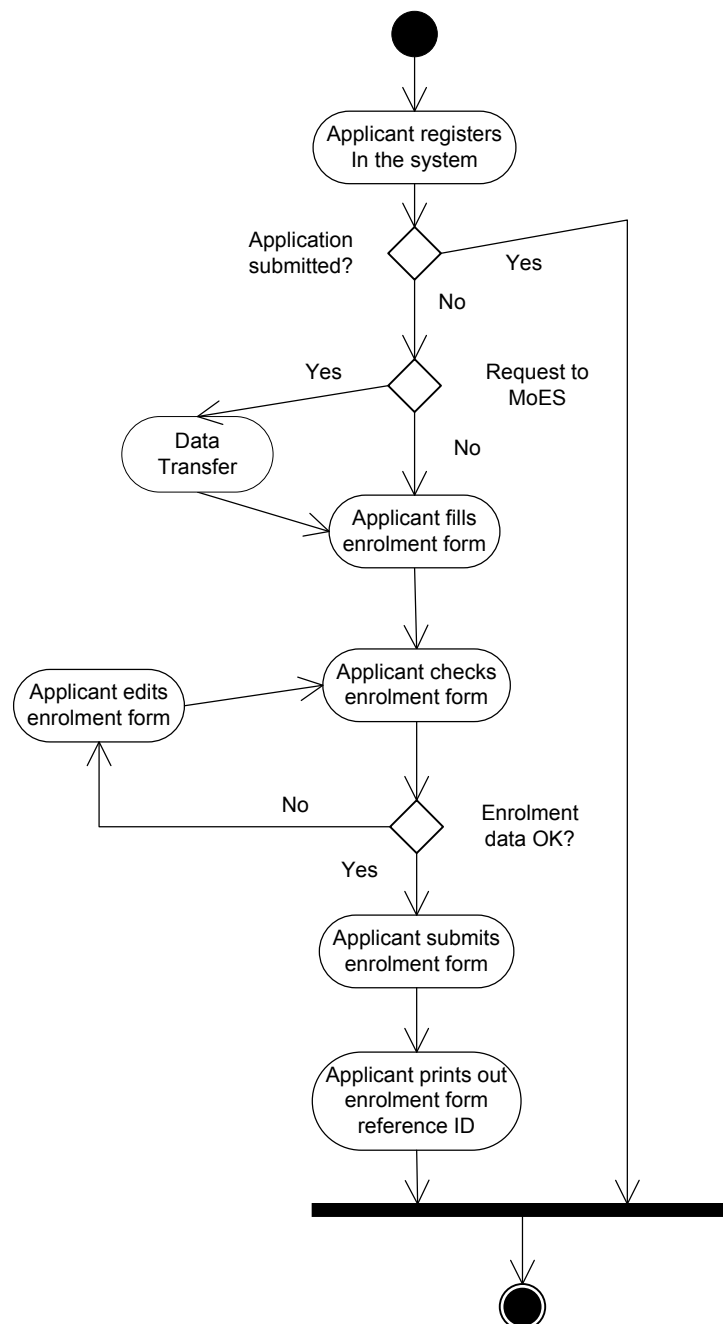 Applicant registers
In the system
Application
submitted?
Yes
No
Yes
Request to
MoES
Data
Transfer
No
Applicant fills
enrolment form
Applicant checks
enrolment form
Applicant edits
enrolment form
No
Enrolment
data OK?
Yes
Applicant submits
enrolment form
Applicant prints out
enrolment form
reference ID